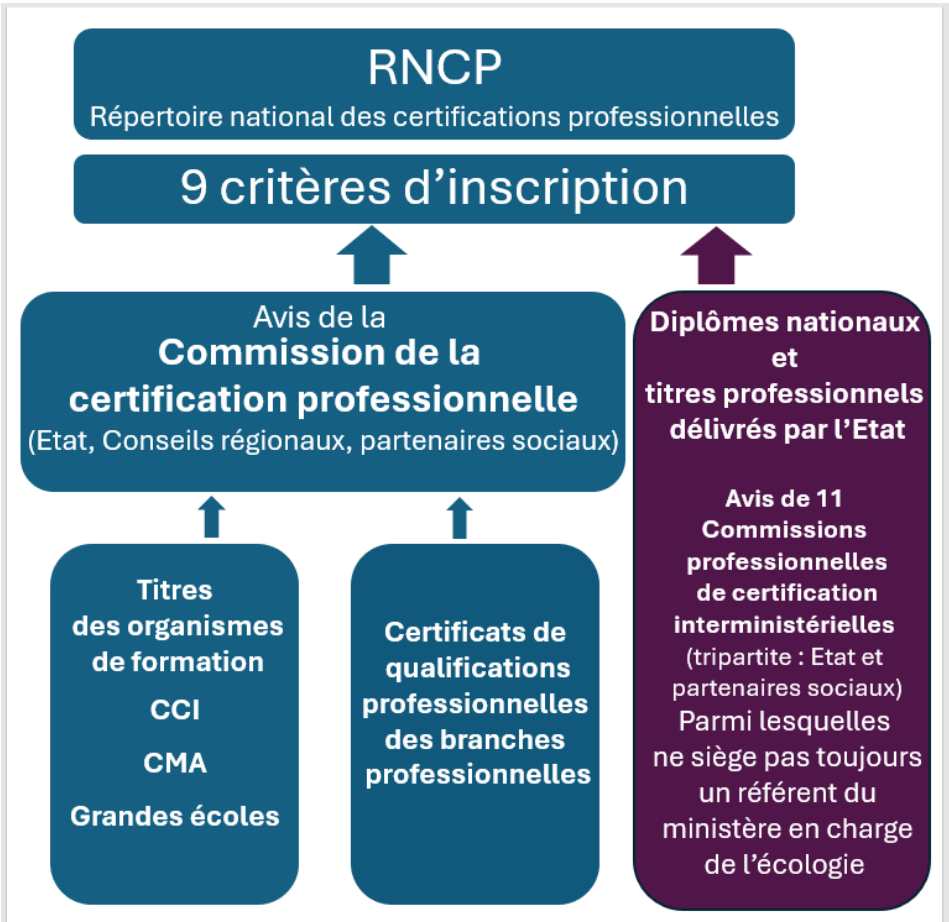 RNCP
Répertoire national des certifications professionnelles
9 critères d’inscription
Avis de la
Commission de la
certification professionnelle
(Etat, Conseils régionaux, partenaires sociaux)
Titres
des organismes
de formation
CCI
CMA
Grandes écoles
Certificats de
qualifications
professionnelles
des branches
professionnelles
Diplômes nationaux
et
titres professionnels
délivrés par l’Etat
Avis de 11
Commissions
professionnelles
de certification
interministérielles
(tripartite : Etat et
partenaires sociaux)
Parmi lesquelles
ne siège pas toujours
un référent du
ministère en charge
de l’écologie